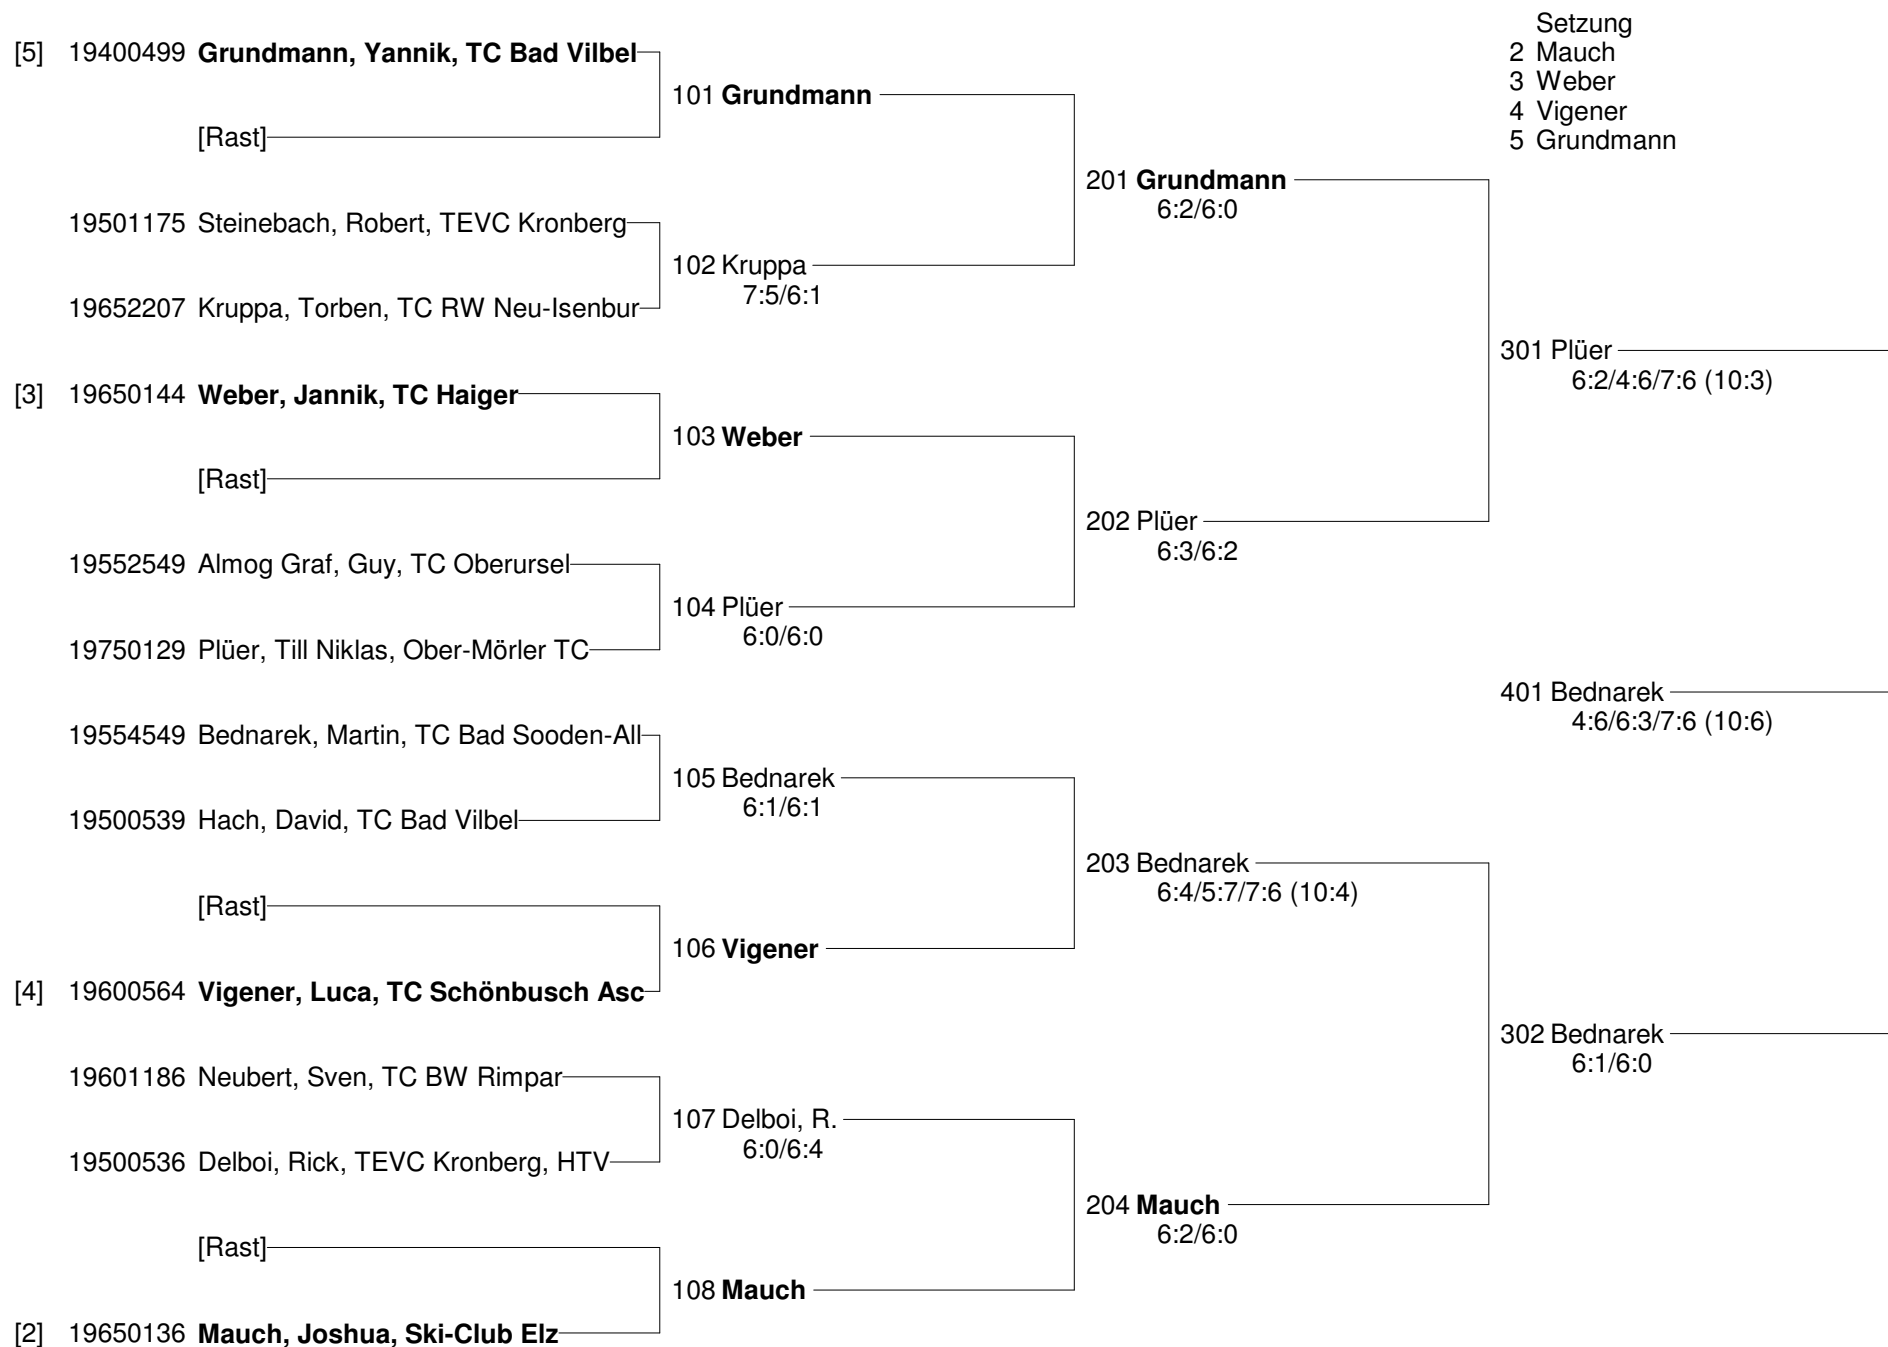 Setzung
2 Mauch
3 Weber
4 Vigener
5 Grundmann
[5] 19400499 Grundmann, Yannik, TC Bad Vilbel
101 Grundmann
[Rast]
201 Grundmann
6:2/6:0
19501175 Steinebach, Robert, TEVC Kronberg
102 Kruppa
7:5/6:1
19652207 Kruppa, Torben, TC RW Neu-Isenbur
301 Plüer
6:2/4:6/7:6 (10:3)
[3] 19650144 Weber, Jannik, TC Haiger
103 Weber
[Rast]
202 Plüer
6:3/6:2
19552549 Almog Graf, Guy, TC Oberursel
104 Plüer
6:0/6:0
19750129 Plüer, Till Niklas, Ober-Mörler TC
401 Bednarek
4:6/6:3/7:6 (10:6)
19554549 Bednarek, Martin, TC Bad Sooden-All
105 Bednarek
6:1/6:1
19500539 Hach, David, TC Bad Vilbel
203 Bednarek
6:4/5:7/7:6 (10:4)
[Rast]
106 Vigener
[4] 19600564 Vigener, Luca, TC Schönbusch Asc
302 Bednarek
6:1/6:0
19601186 Neubert, Sven, TC BW Rimpar
107 Delboi, R.
6:0/6:4
19500536 Delboi, Rick, TEVC Kronberg, HTV
204 Mauch
6:2/6:0
[Rast]
108 Mauch
[2] 19650136 Mauch, Joshua, Ski-Club Elz